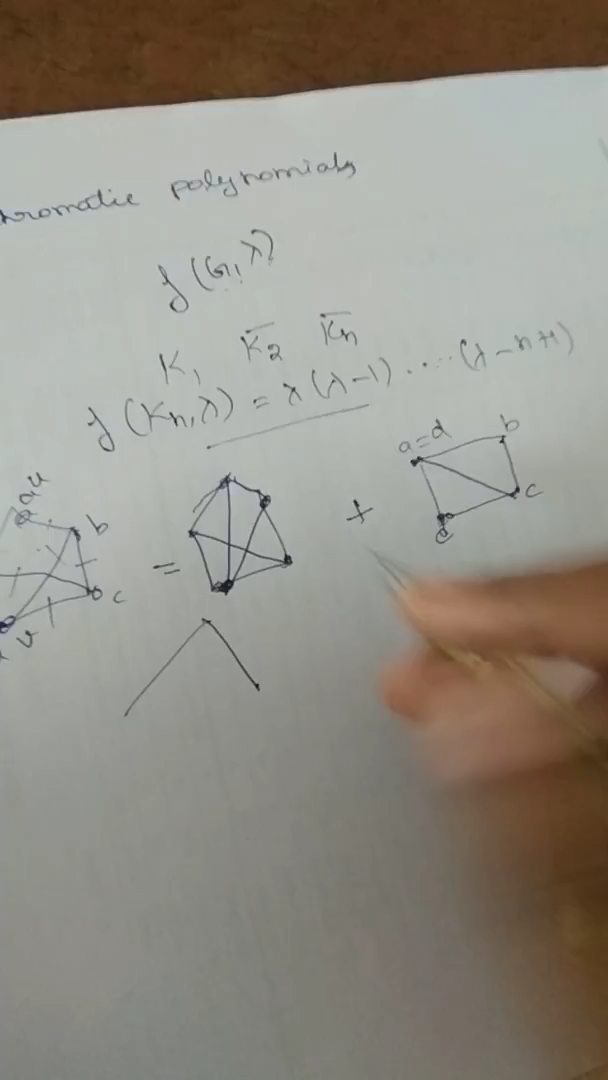 hromatic polynomials
f(G, λ)
K₁ K̅₂ K̅n
f(Kn, λ) = λ(λ-1)....(λ-n+1)
a=d b
c
e
a u
b
c
v
=
+